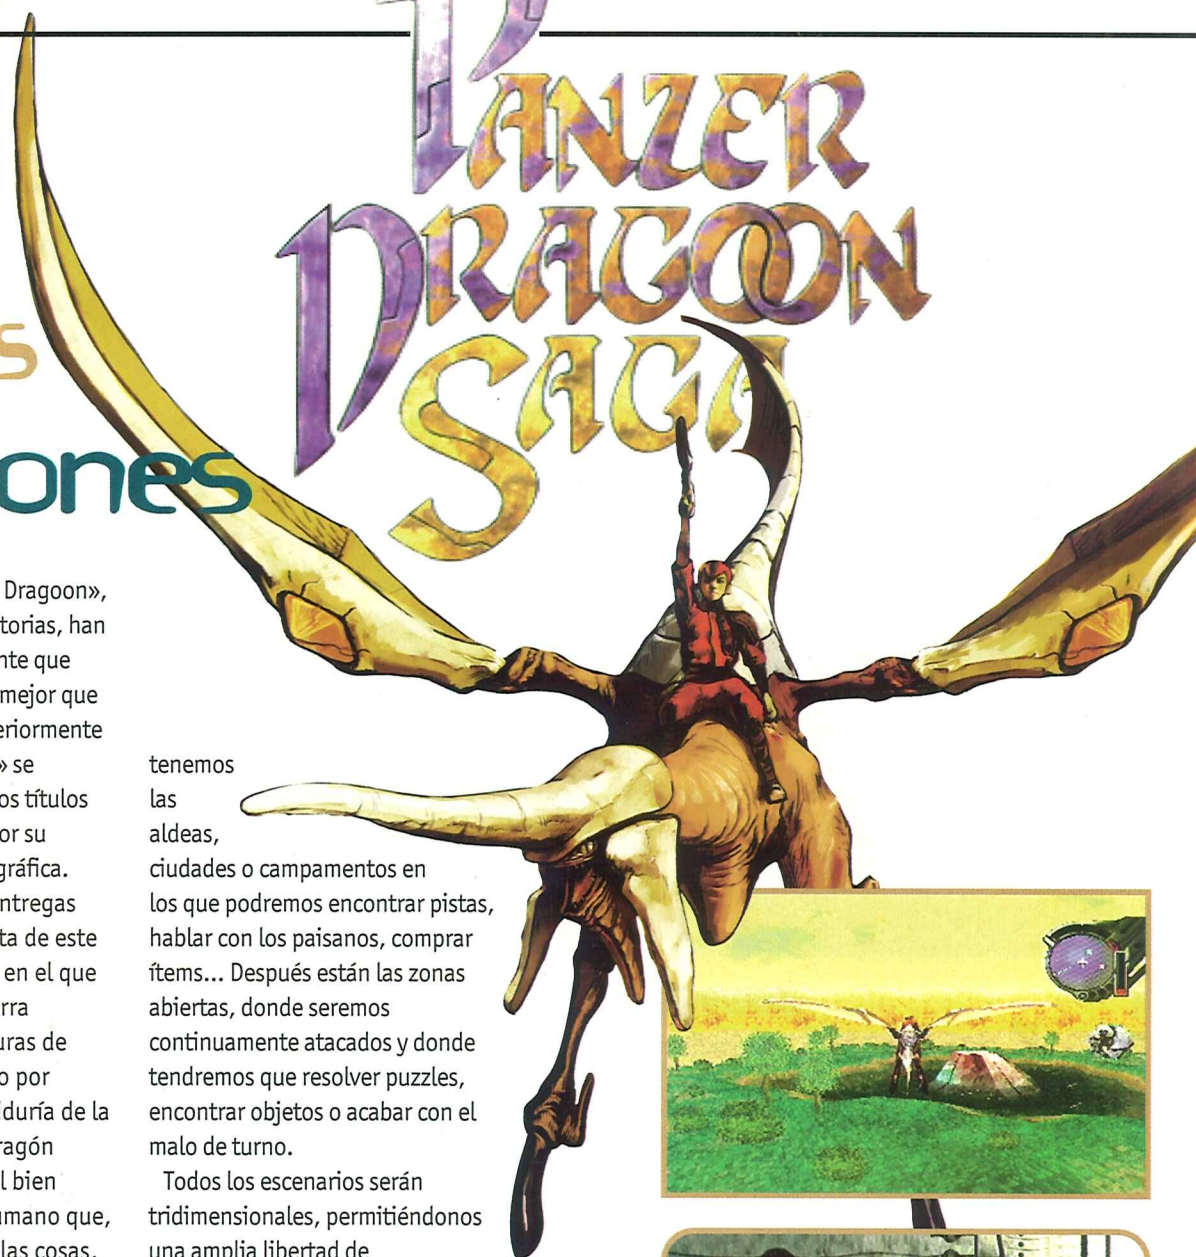 PANZER
DRAGOON
SAGA
s
ones
Dragoon»,
torias, han
nte que
mejor que
eriormente
» se
os títulos
or su
gráfica.
ntregas
ta de este
en el que
rra
uras de
o por
iduría de la
ragón
l bien
umano que,
las cosas.
tenemos
las
aldeas,
ciudades o campamentos en
los que podremos encontrar pistas,
hablar con los paisanos, comprar
ítems... Después están las zonas
abiertas, donde seremos
continuamente atacados y donde
tendremos que resolver puzzles,
encontrar objetos o acabar con el
malo de turno.
Todos los escenarios serán
tridimensionales, permitiéndonos
una amplia libertad de